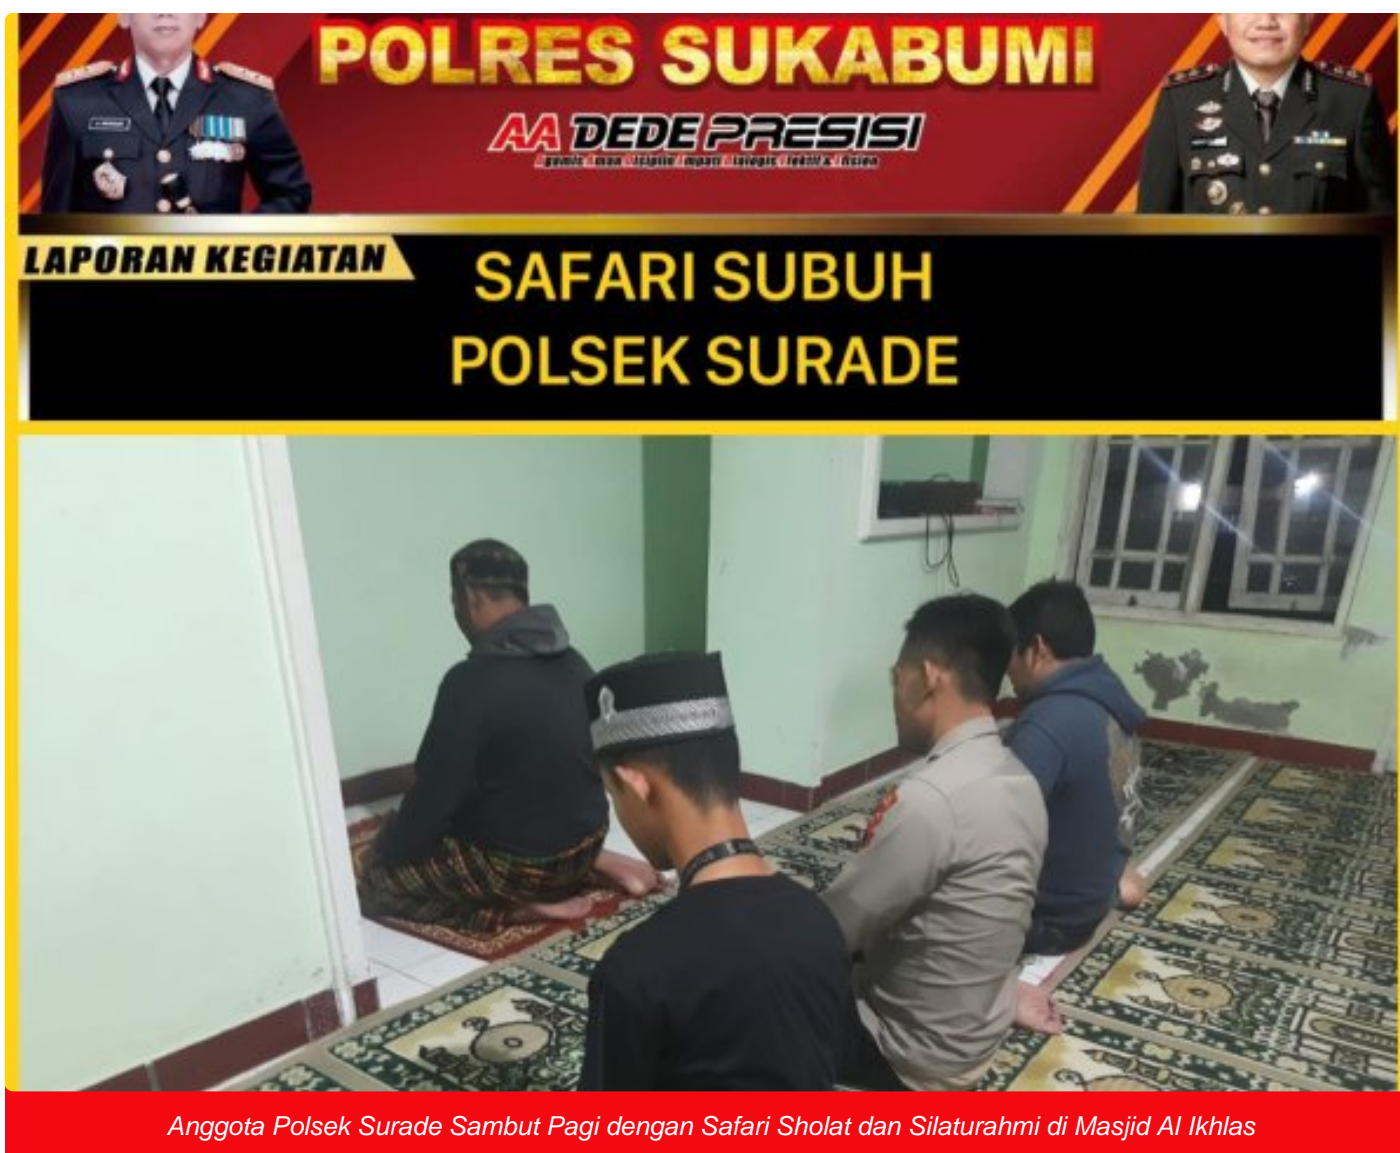 POLRES SUKABUMI
AA DEDE PRESISI
LAPORAN KEGIATAN
SAFARI SUBUH
POLSEK SURADE
Anggota Polsek Surade Sambut Pagi dengan Safari Sholat dan Silaturahmi di Masjid Al Ikhlas